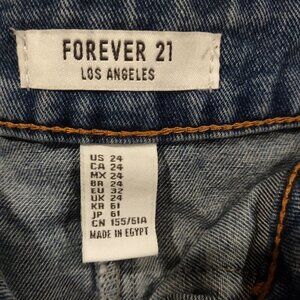 FOREVER 21
LOS ANGELES
US 24
CA 24
MX 24
BR 24
EU 32
UK 24
KR 61
JP 61
CN 155/61A
MADE IN EGYPT